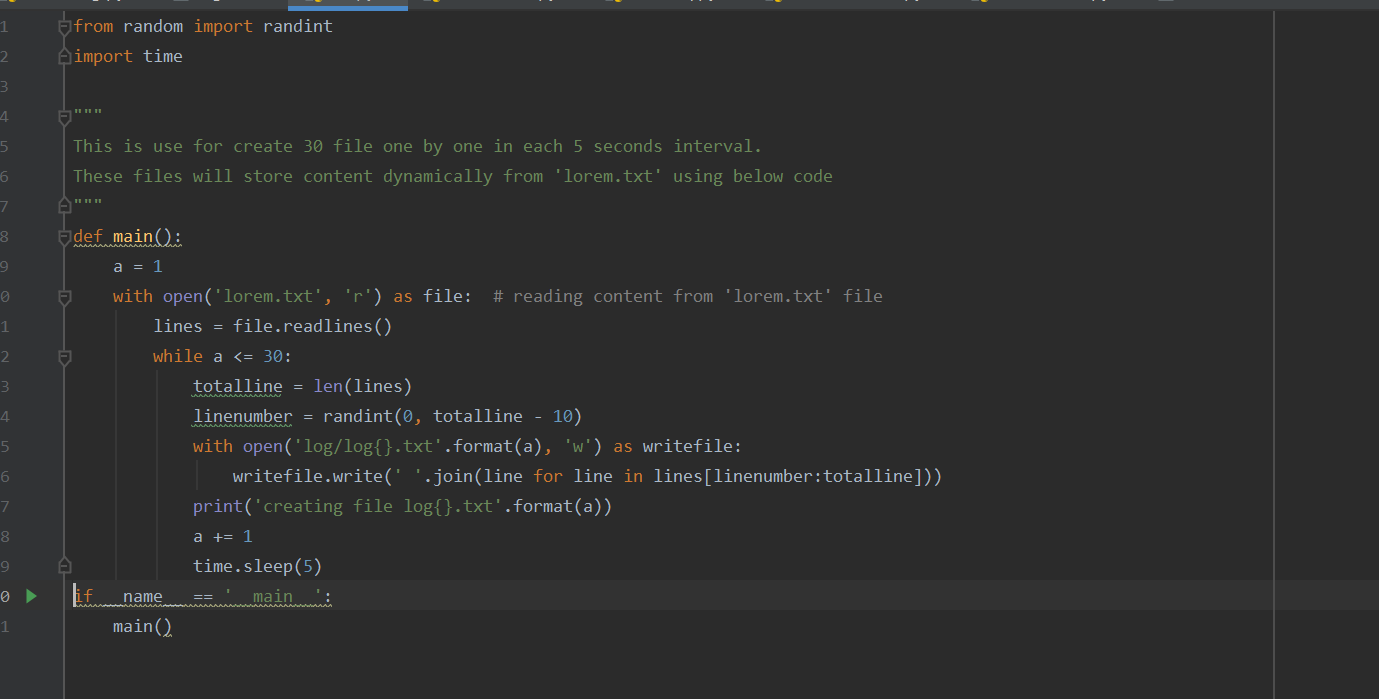 1 from random import randint
2 import time
3
4 """
5 This is use for create 30 file one by one in each 5 seconds interval.
6 These files will store content dynamically from 'lorem.txt' using below code
7 """
8 def main():
9     a = 1
0     with open('lorem.txt', 'r') as file:  # reading content from 'lorem.txt' file
1         lines = file.readlines()
2         while a <= 30:
3             totalline = len(lines)
4             linenumber = randint(0, totalline - 10)
5             with open('log/log{}.txt'.format(a), 'w') as writefile:
6                 writefile.write(' '.join(line for line in lines[linenumber:totalline]))
7             print('creating file log{}.txt'.format(a))
8             a += 1
9             time.sleep(5)
0 if __name__ == '__main__':
1     main()